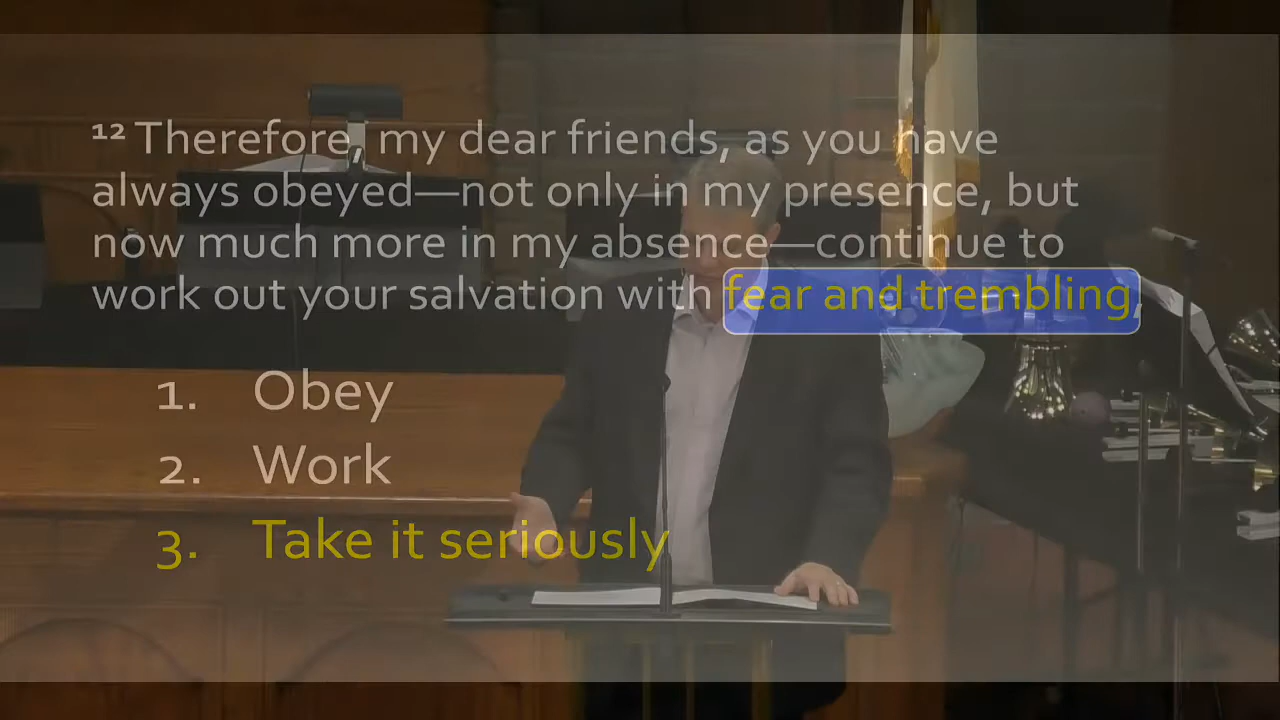 12 Therefore, my dear friends, as you have
always obeyed—not only in my presence, but
now much more in my absence—continue to
work out your salvation with fear and trembling,
1. Obey
2. Work
3. Take it seriously